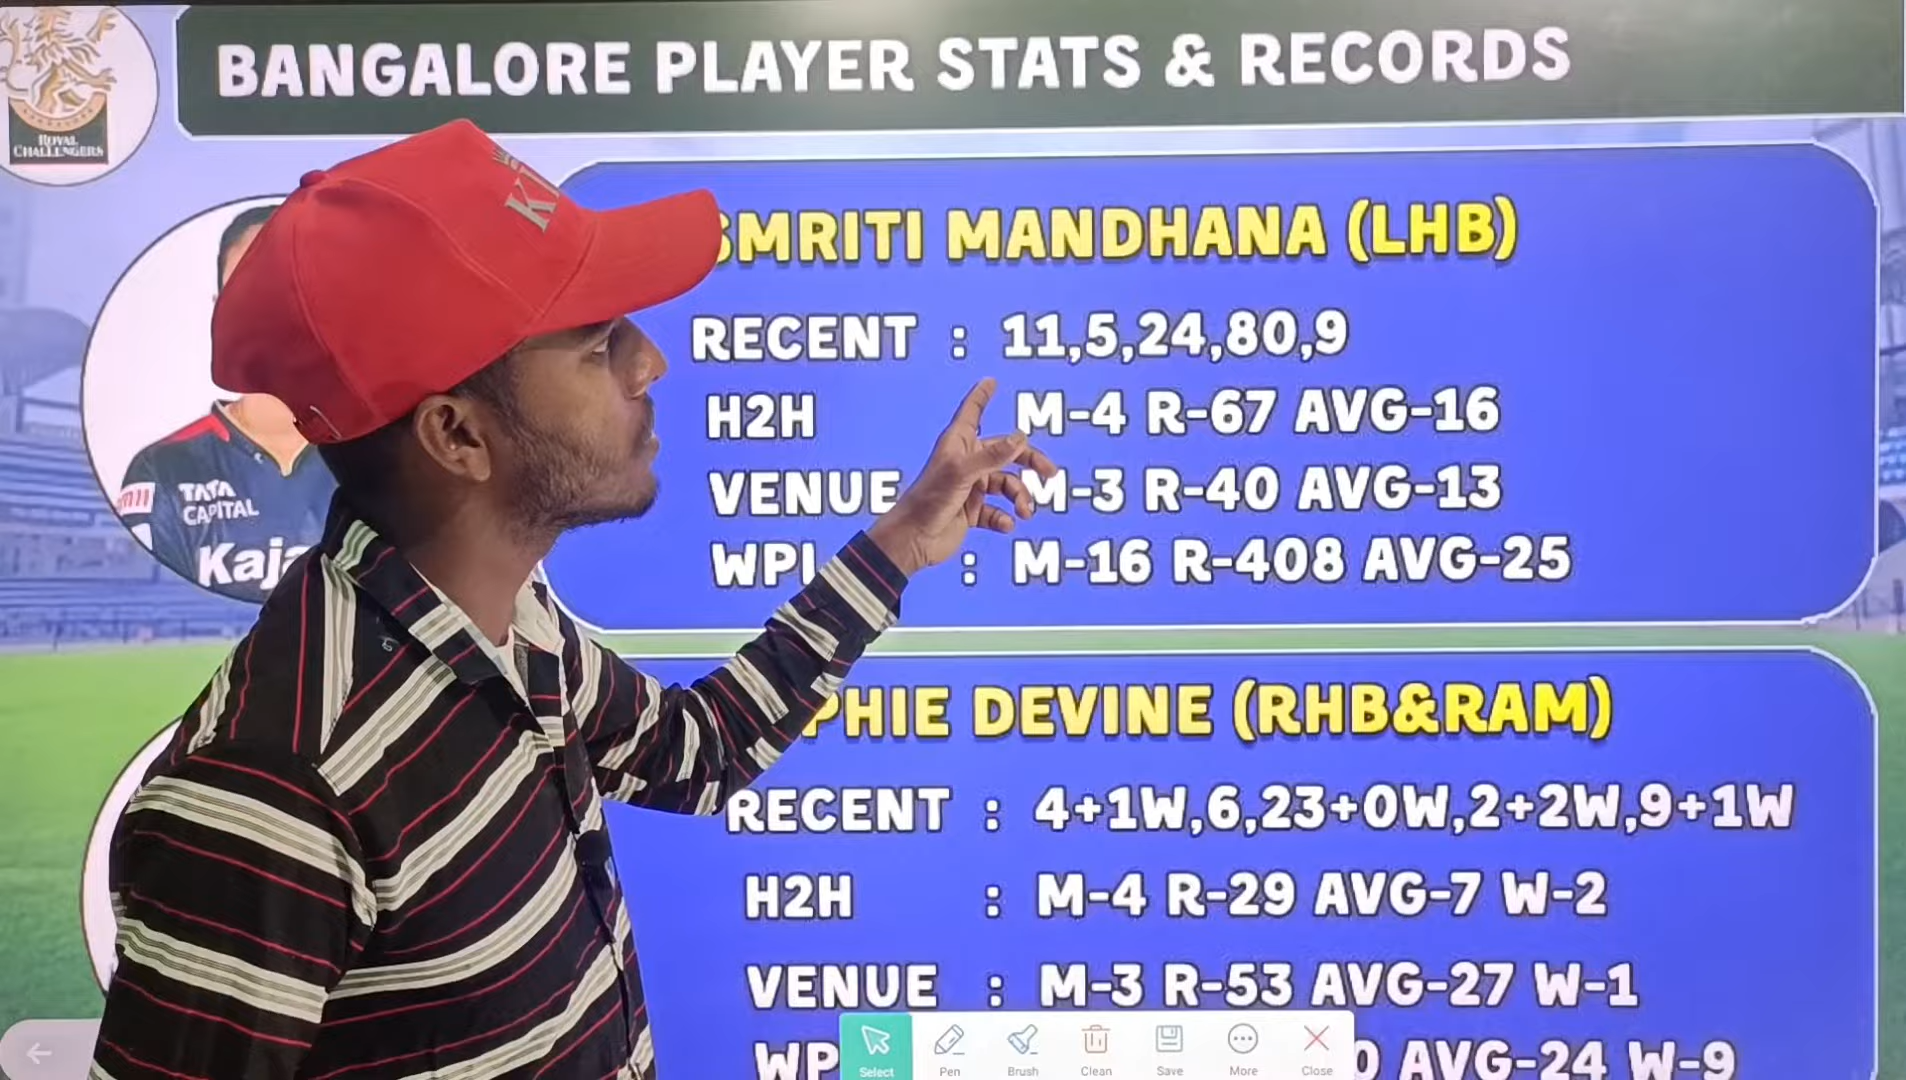 BANGALORE PLAYER STATS & RECORDS
ROYAL
CHALLENGERS
SMRITI MANDHANA (LHB)
RECENT : 11,5,24,80,9
H2H M-4 R-67 AVG-16
VENUE M-3 R-40 AVG-13
WPL : M-16 R-408 AVG-25
TATA
CAPITAL
PHIE DEVINE (RHB&RAM)
RECENT : 4+1W,6,23+0W,2+2W,9+1W
H2H : M-4 R-29 AVG-7 W-2
VENUE : M-3 R-53 AVG-27 W-1
WP 0 AVG-24 W-9
Select Pen Brush Clean Save More Close